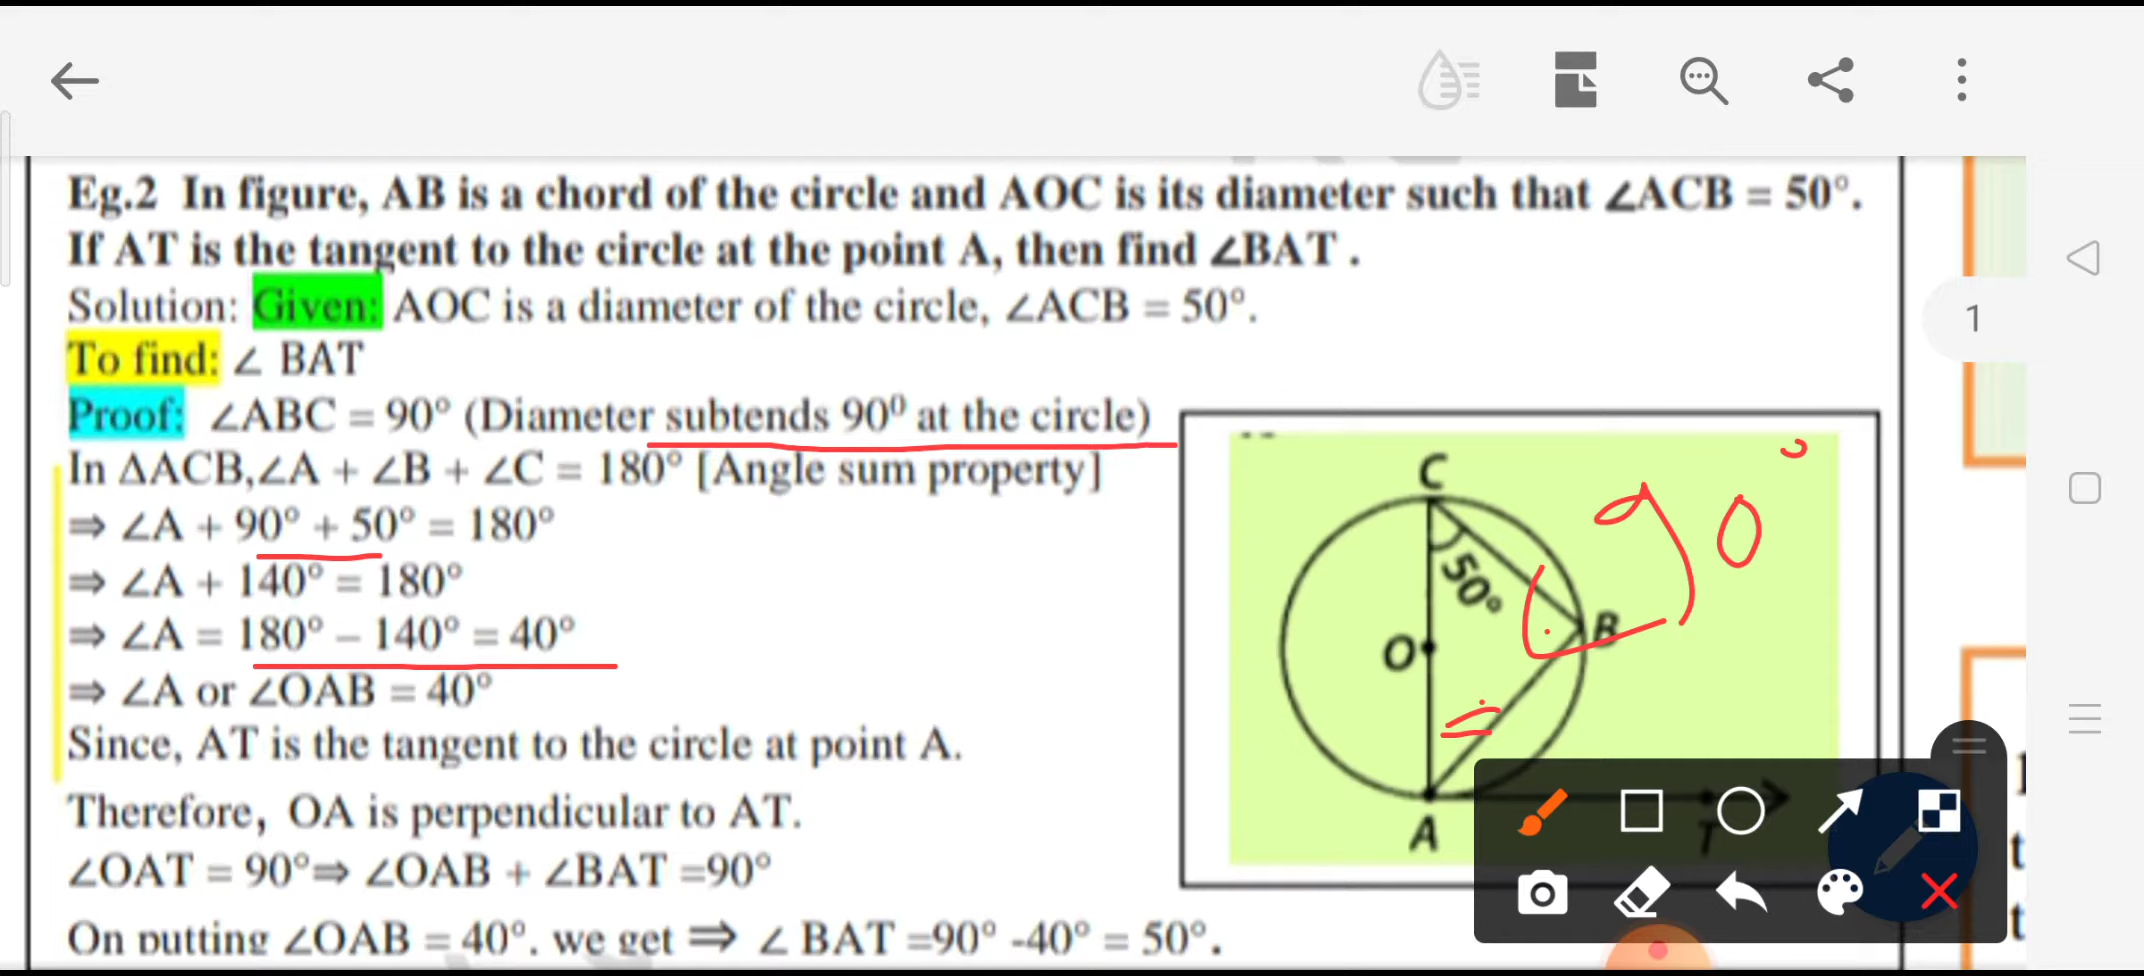 Eg.2 In figure, AB is a chord of the circle and AOC is its diameter such that ∠ACB = 50°.
If AT is the tangent to the circle at the point A, then find ∠BAT .
Solution: Given: AOC is a diameter of the circle, ∠ACB = 50°.
To find: ∠ BAT
Proof: ∠ABC = 90° (Diameter subtends 90⁰ at the circle)
In ΔACB,∠A + ∠B + ∠C = 180° [Angle sum property]
⇒ ∠A + 90° + 50° = 180°
⇒ ∠A + 140° = 180°
⇒ ∠A = 180° – 140° = 40°
⇒ ∠A or ∠OAB = 40°
Since, AT is the tangent to the circle at point A.
Therefore, OA is perpendicular to AT.
∠OAT = 90°⇒ ∠OAB + ∠BAT =90°
On putting ∠OAB = 40°, we get ⇒ ∠ BAT =90° -40° = 50°.
C
90°
50°
B
O
A
T
1